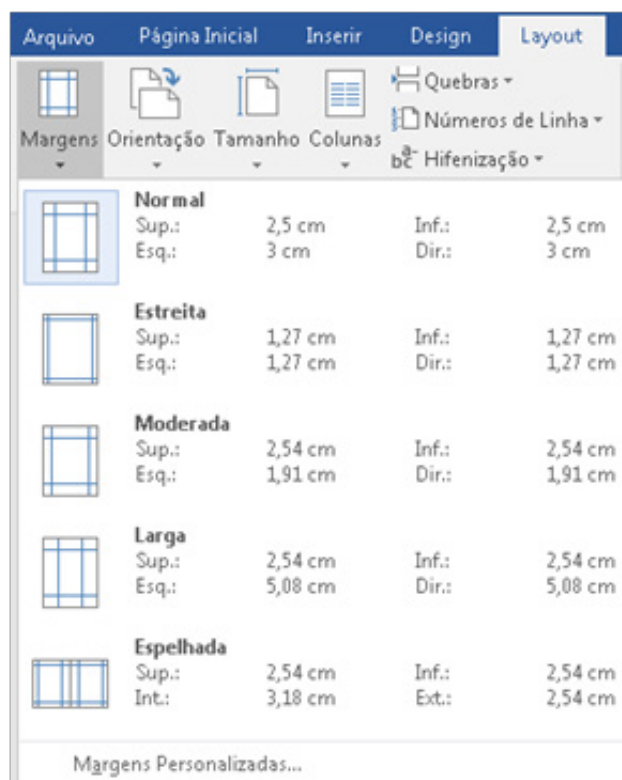 Arquivo Página Inicial Inserir Design Layout
Margens Orientação Tamanho Colunas
Quebras
Números de Linha
Hifenização
Normal
Sup.: 2,5 cm Inf.: 2,5 cm
Esq.: 3 cm Dir.: 3 cm
Estreita
Sup.: 1,27 cm Inf.: 1,27 cm
Esq.: 1,27 cm Dir.: 1,27 cm
Moderada
Sup.: 2,54 cm Inf.: 2,54 cm
Esq.: 1,91 cm Dir.: 1,91 cm
Larga
Sup.: 2,54 cm Inf.: 2,54 cm
Esq.: 5,08 cm Dir.: 5,08 cm
Espelhada
Sup.: 2,54 cm Inf.: 2,54 cm
Int.: 3,18 cm Ext.: 2,54 cm
Margens Personalizadas...